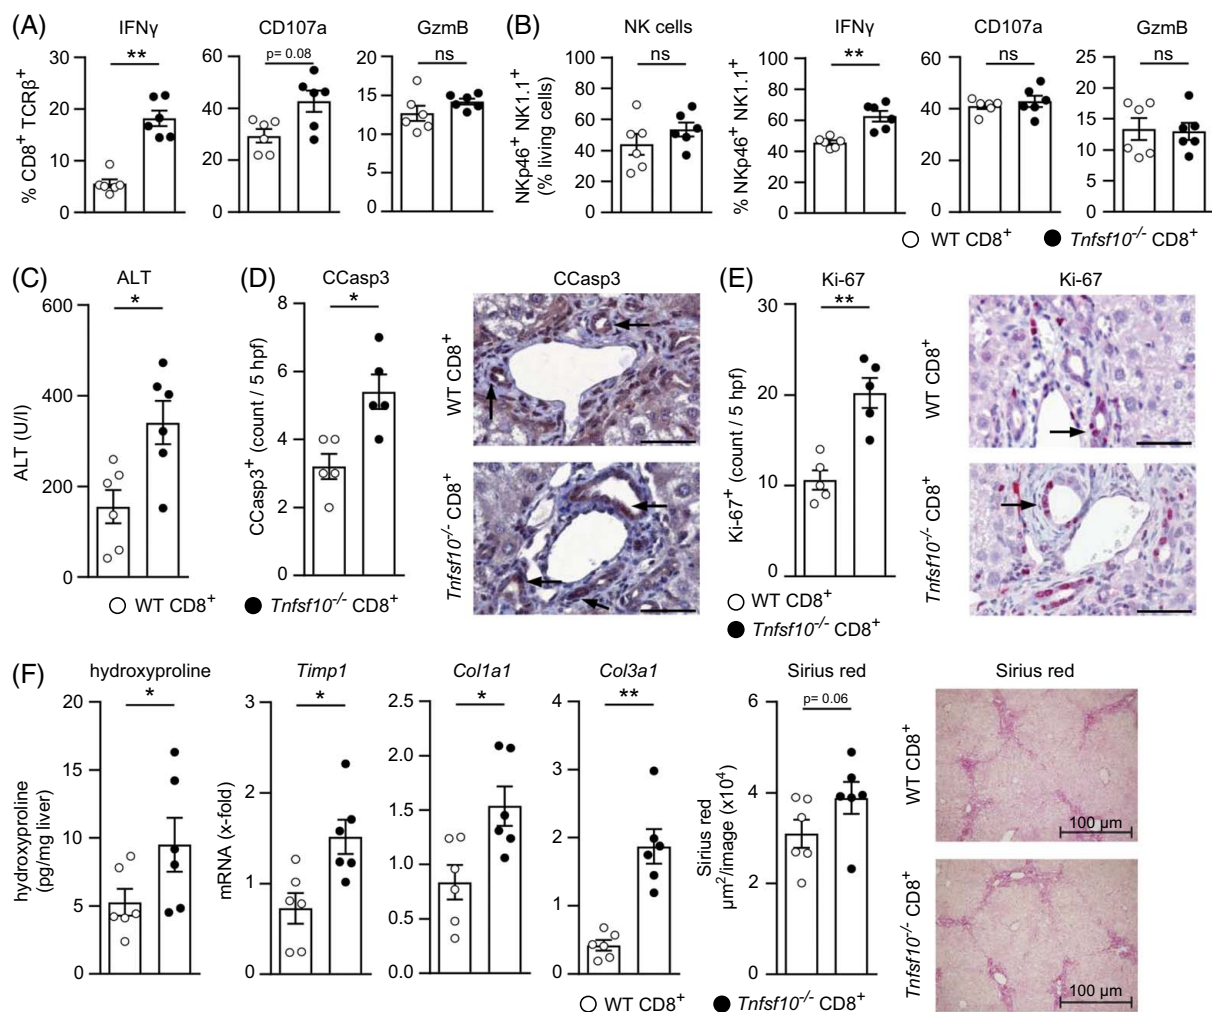 (A)
IFNγ
CD107a
GzmB
% CD8+ TCRβ+
30
20
10
0
**
60
40
20
0
p= 0.08
20
15
10
5
0
ns
(B)
NK cells
IFNγ
CD107a
GzmB
NKp46+ NK1.1+
(% living cells)
100
80
60
40
20
0
ns
% NKp46+ NK1.1+
100
80
60
40
20
0
**
60
40
20
0
ns
25
20
15
10
5
0
ns
WT CD8+
Tnfsf10-/- CD8+
(C)
ALT
ALT (U/l)
600
400
200
0
*
WT CD8+
Tnfsf10-/- CD8+
(D)
CCasp3
CCasp3+ (count / 5 hpf)
8
6
4
2
0
*
CCasp3
WT CD8+
Tnfsf10-/- CD8+
(E)
Ki-67
Ki-67+ (count / 5 hpf)
30
20
10
0
**
WT CD8+
Tnfsf10-/- CD8+
Ki-67
WT CD8+
Tnfsf10-/- CD8+
(F)
hydroxyproline
hydroxyproline
(pg/mg liver)
20
15
10
5
0
*
Timp1
mRNA (x-fold)
3
2
1
0
*
Col1a1
2.5
2.0
1.5
1.0
0.5
0.0
*
Col3a1
4
3
2
1
0
**
Sirius red
Sirius red
μm2/image (x104)
6
4
2
0
p= 0.06
WT CD8+
Tnfsf10-/- CD8+
Sirius red
WT CD8+
100 μm
Tnfsf10-/- CD8+
100 μm